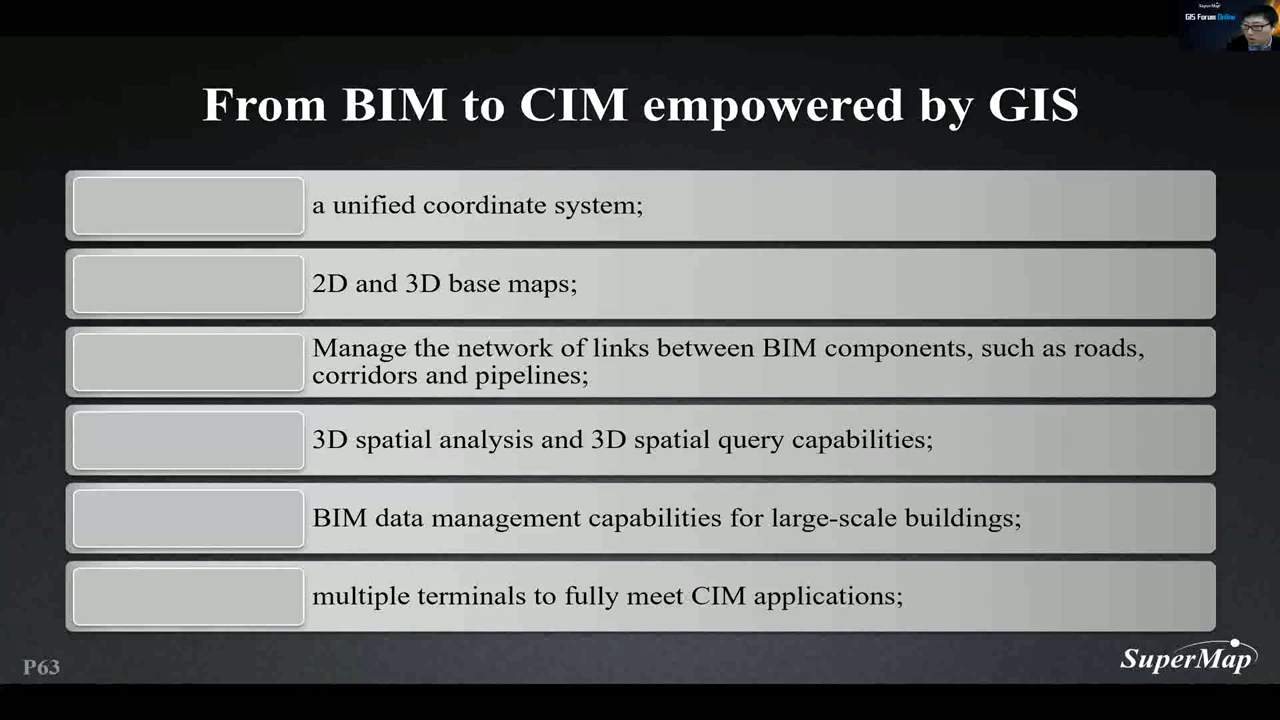 SuperMap
GIS Forum Online
From BIM to CIM empowered by GIS
a unified coordinate system;
2D and 3D base maps;
Manage the network of links between BIM components, such as roads,
corridors and pipelines;
3D spatial analysis and 3D spatial query capabilities;
BIM data management capabilities for large-scale buildings;
multiple terminals to fully meet CIM applications;
P63
SuperMap